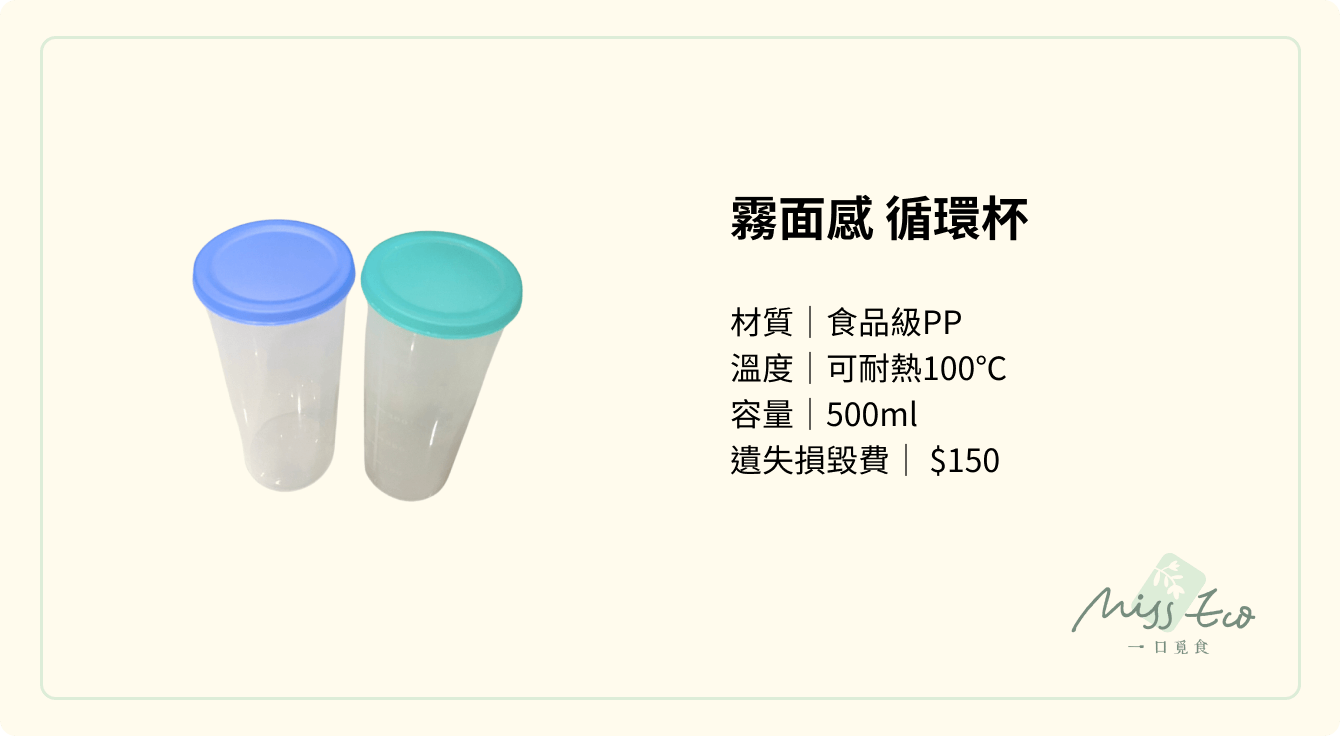 霧面感 循環杯
材質｜食品級PP
溫度｜可耐熱100°C
容量｜500ml
遺失損毀費｜ $150
Miss Eco
一口覓食